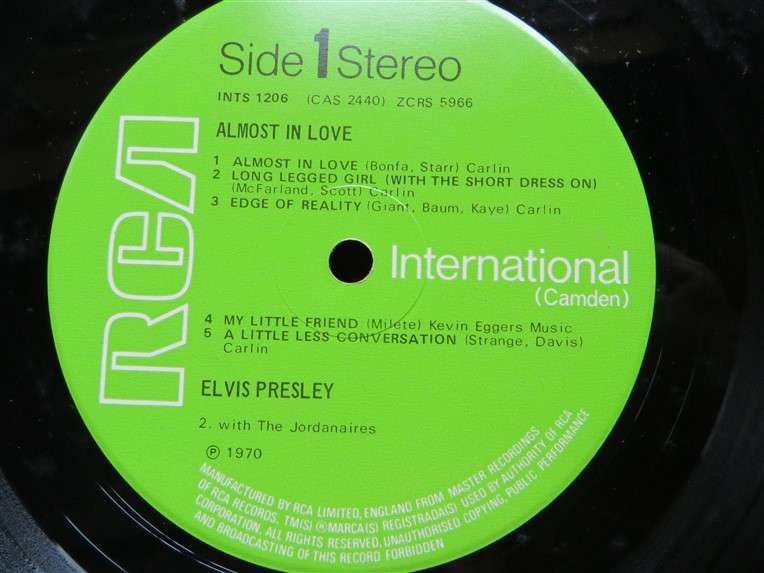 Side 1 Stereo
INTS 1206 (CAS 2440) ZCRS 5966
ALMOST IN LOVE
1 ALMOST IN LOVE (Bonfa, Starr) Carlin
2 LONG LEGGED GIRL (WITH THE SHORT DRESS ON)
(McFarland, Scott) Carlin
3 EDGE OF REALITY (Giant, Baum, Kaye) Carlin
RCA
International
(Camden)
4 MY LITTLE FRIEND (Milete) Kevin Eggers Music
5 A LITTLE LESS CONVERSATION (Strange, Davis)
Carlin
ELVIS PRESLEY
2. with The Jordanaires
℗ 1970
MANUFACTURED BY RCA LIMITED, ENGLAND FROM MASTER RECORDINGS
OF RCA RECORDS. TM(S) ® MARCA(S) REGISTRADA(S) USED BY AUTHORITY OF RCA
CORPORATION. ALL RIGHTS RESERVED, UNAUTHORISED COPYING, PUBLIC PERFORMANCE
AND BROADCASTING OF THIS RECORD FORBIDDEN